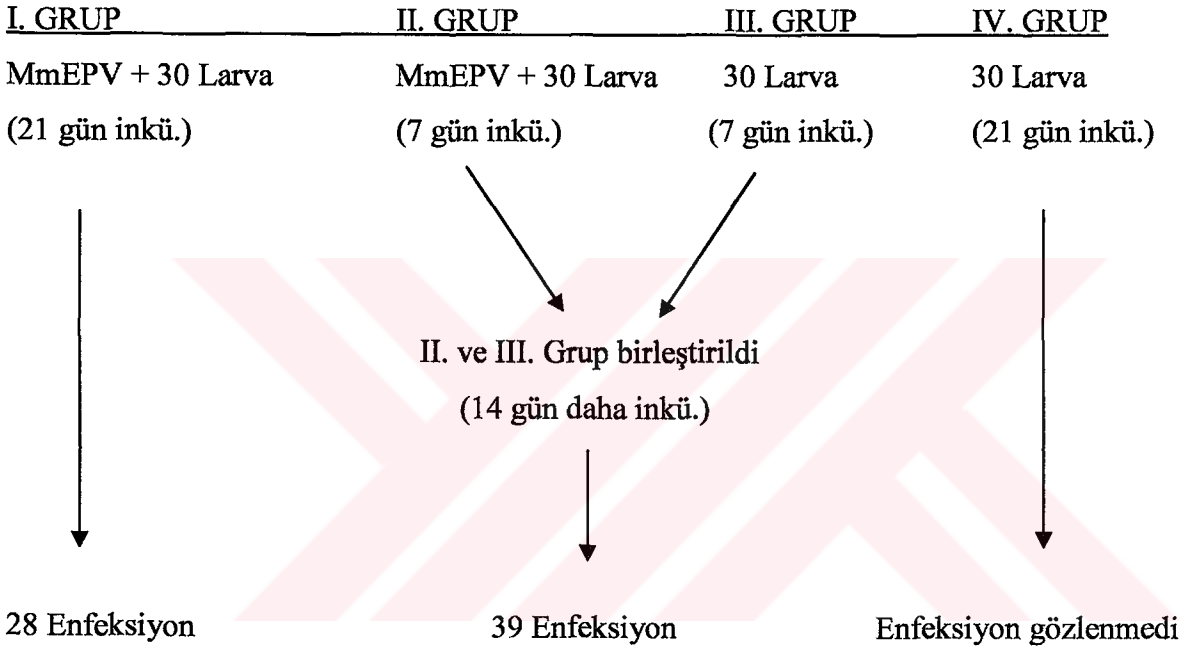 I. GRUP II. GRUP III. GRUP IV. GRUP
MmEPV + 30 Larva MmEPV + 30 Larva 30 Larva 30 Larva
(21 gün inkü.) (7 gün inkü.) (7 gün inkü.) (21 gün inkü.)
II. ve III. Grup birleştirildi
(14 gün daha inkü.)
28 Enfeksiyon 39 Enfeksiyon Enfeksiyon gözlenmedi